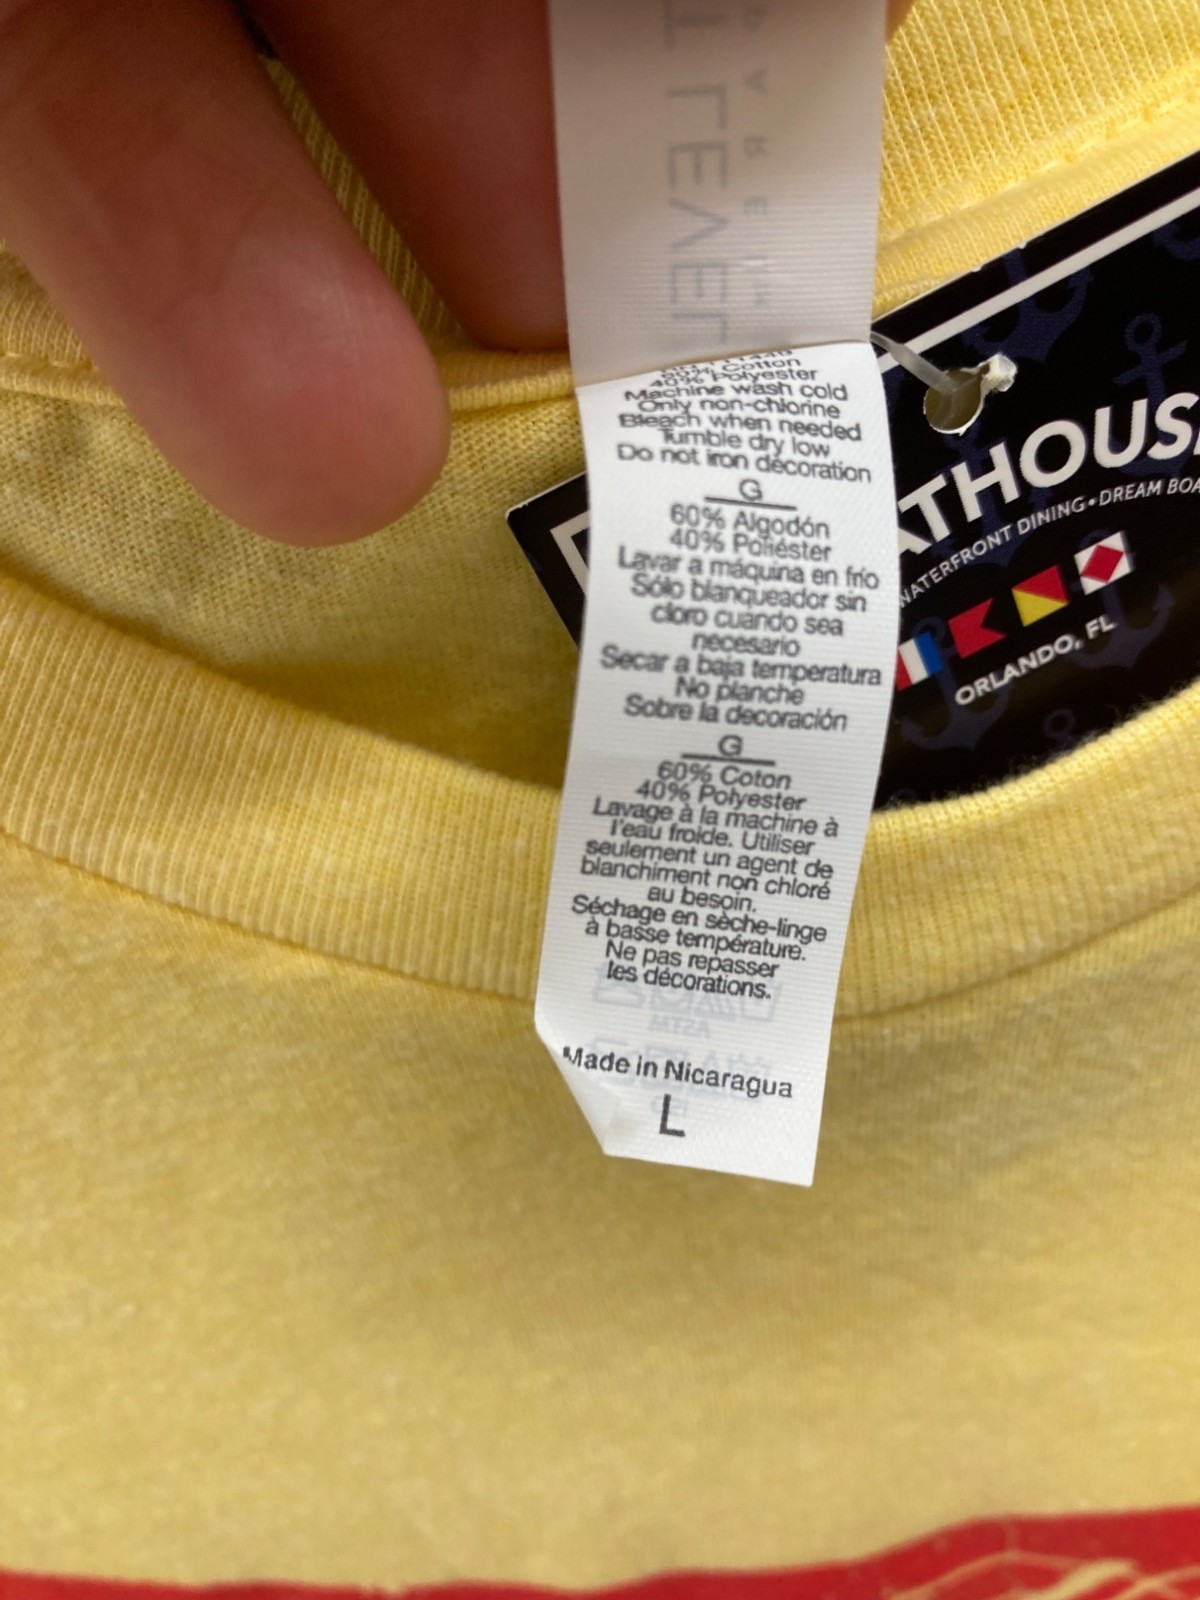 60% Cotton
40% Polyester
Machine wash cold
Only non-chlorine
Bleach when needed
Tumble dry low
Do not iron decoration
G
60% Algodón
40% Poliéster
Lavar a máquina en frío
Sólo blanqueador sin
cloro cuando sea
necesario
Secar a baja temperatura
No planche
Sobre la decoración
G
60% Coton
40% Polyester
Lavage à la machine à
l'eau froide. Utiliser
seulement un agent de
blanchiment non chloré
au besoin.
Séchage en sèche-linge
à basse température.
Ne pas repasser
les décorations.
Made in Nicaragua
L
ATHOUS
WATERFRONT DINING • DREAM BOA
ORLANDO, FL